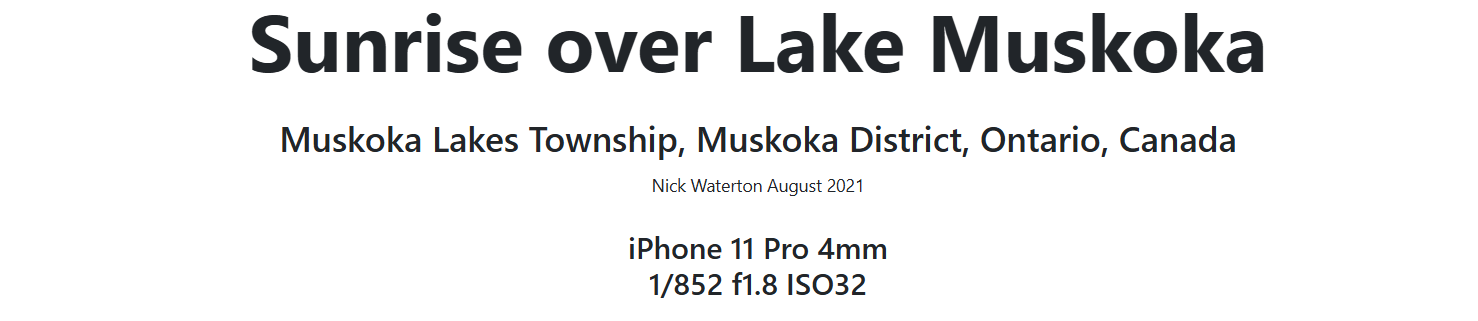 Sunrise over Lake Muskoka
Muskoka Lakes Township, Muskoka District, Ontario, Canada
Nick Waterton August 2021
iPhone 11 Pro 4mm
1/852 f1.8 ISO32